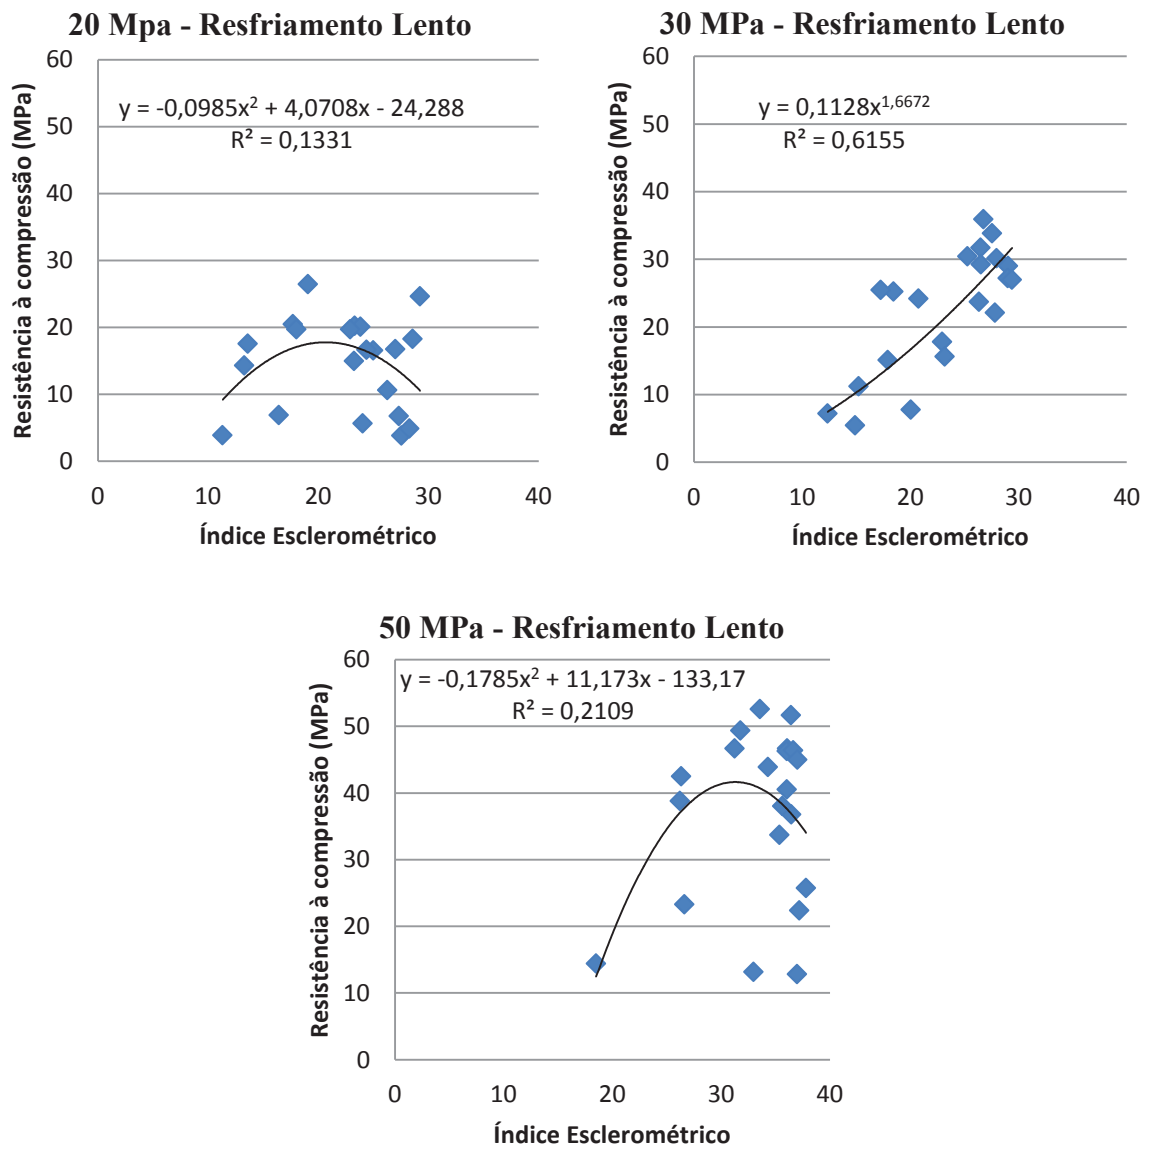 20 Mpa - Resfriamento Lento
y = -0,0985x² + 4,0708x - 24,288
R² = 0,1331
Resistência à compressão (MPa)
60
50
40
30
20
10
0
0 10 20 30 40
Índice Esclerométrico
30 MPa - Resfriamento Lento
y = 0,1128x^1,6672
R² = 0,6155
Resistência à compressão (MPa)
60
50
40
30
20
10
0
0 10 20 30 40
Índice Esclerométrico
50 MPa - Resfriamento Lento
y = -0,1785x² + 11,173x - 133,17
R² = 0,2109
Resistência à compressão (MPa)
60
50
40
30
20
10
0
0 10 20 30 40
Índice Esclerométrico